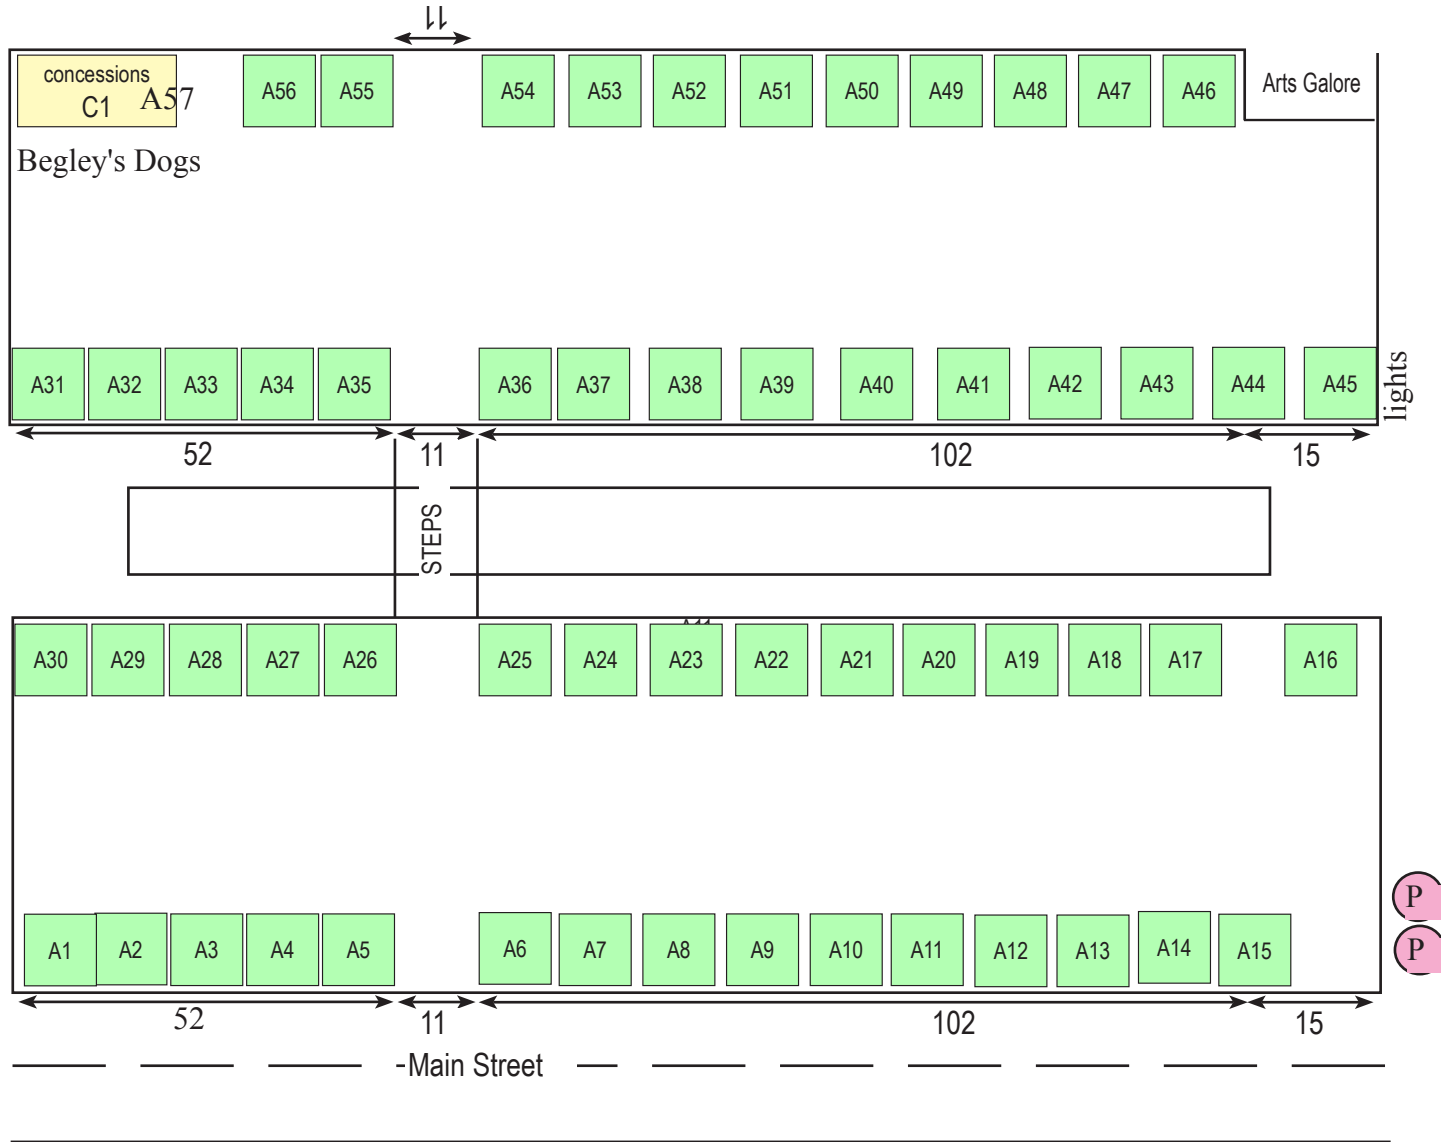 11
concessions
C1 A57 A56 A55 A54 A53 A52 A51 A50 A49 A48 A47 A46 Arts Galore
Begley's Dogs
A31 A32 A33 A34 A35 A36 A37 A38 A39 A40 A41 A42 A43 A44 A45 lights
52 11 102 15
STEPS
A30 A29 A28 A27 A26 A25 A24 A23 A22 A21 A20 A19 A18 A17 A16
P
P
A1 A2 A3 A4 A5 A6 A7 A8 A9 A10 A11 A12 A13 A14 A15
52 11 102 15
Main Street